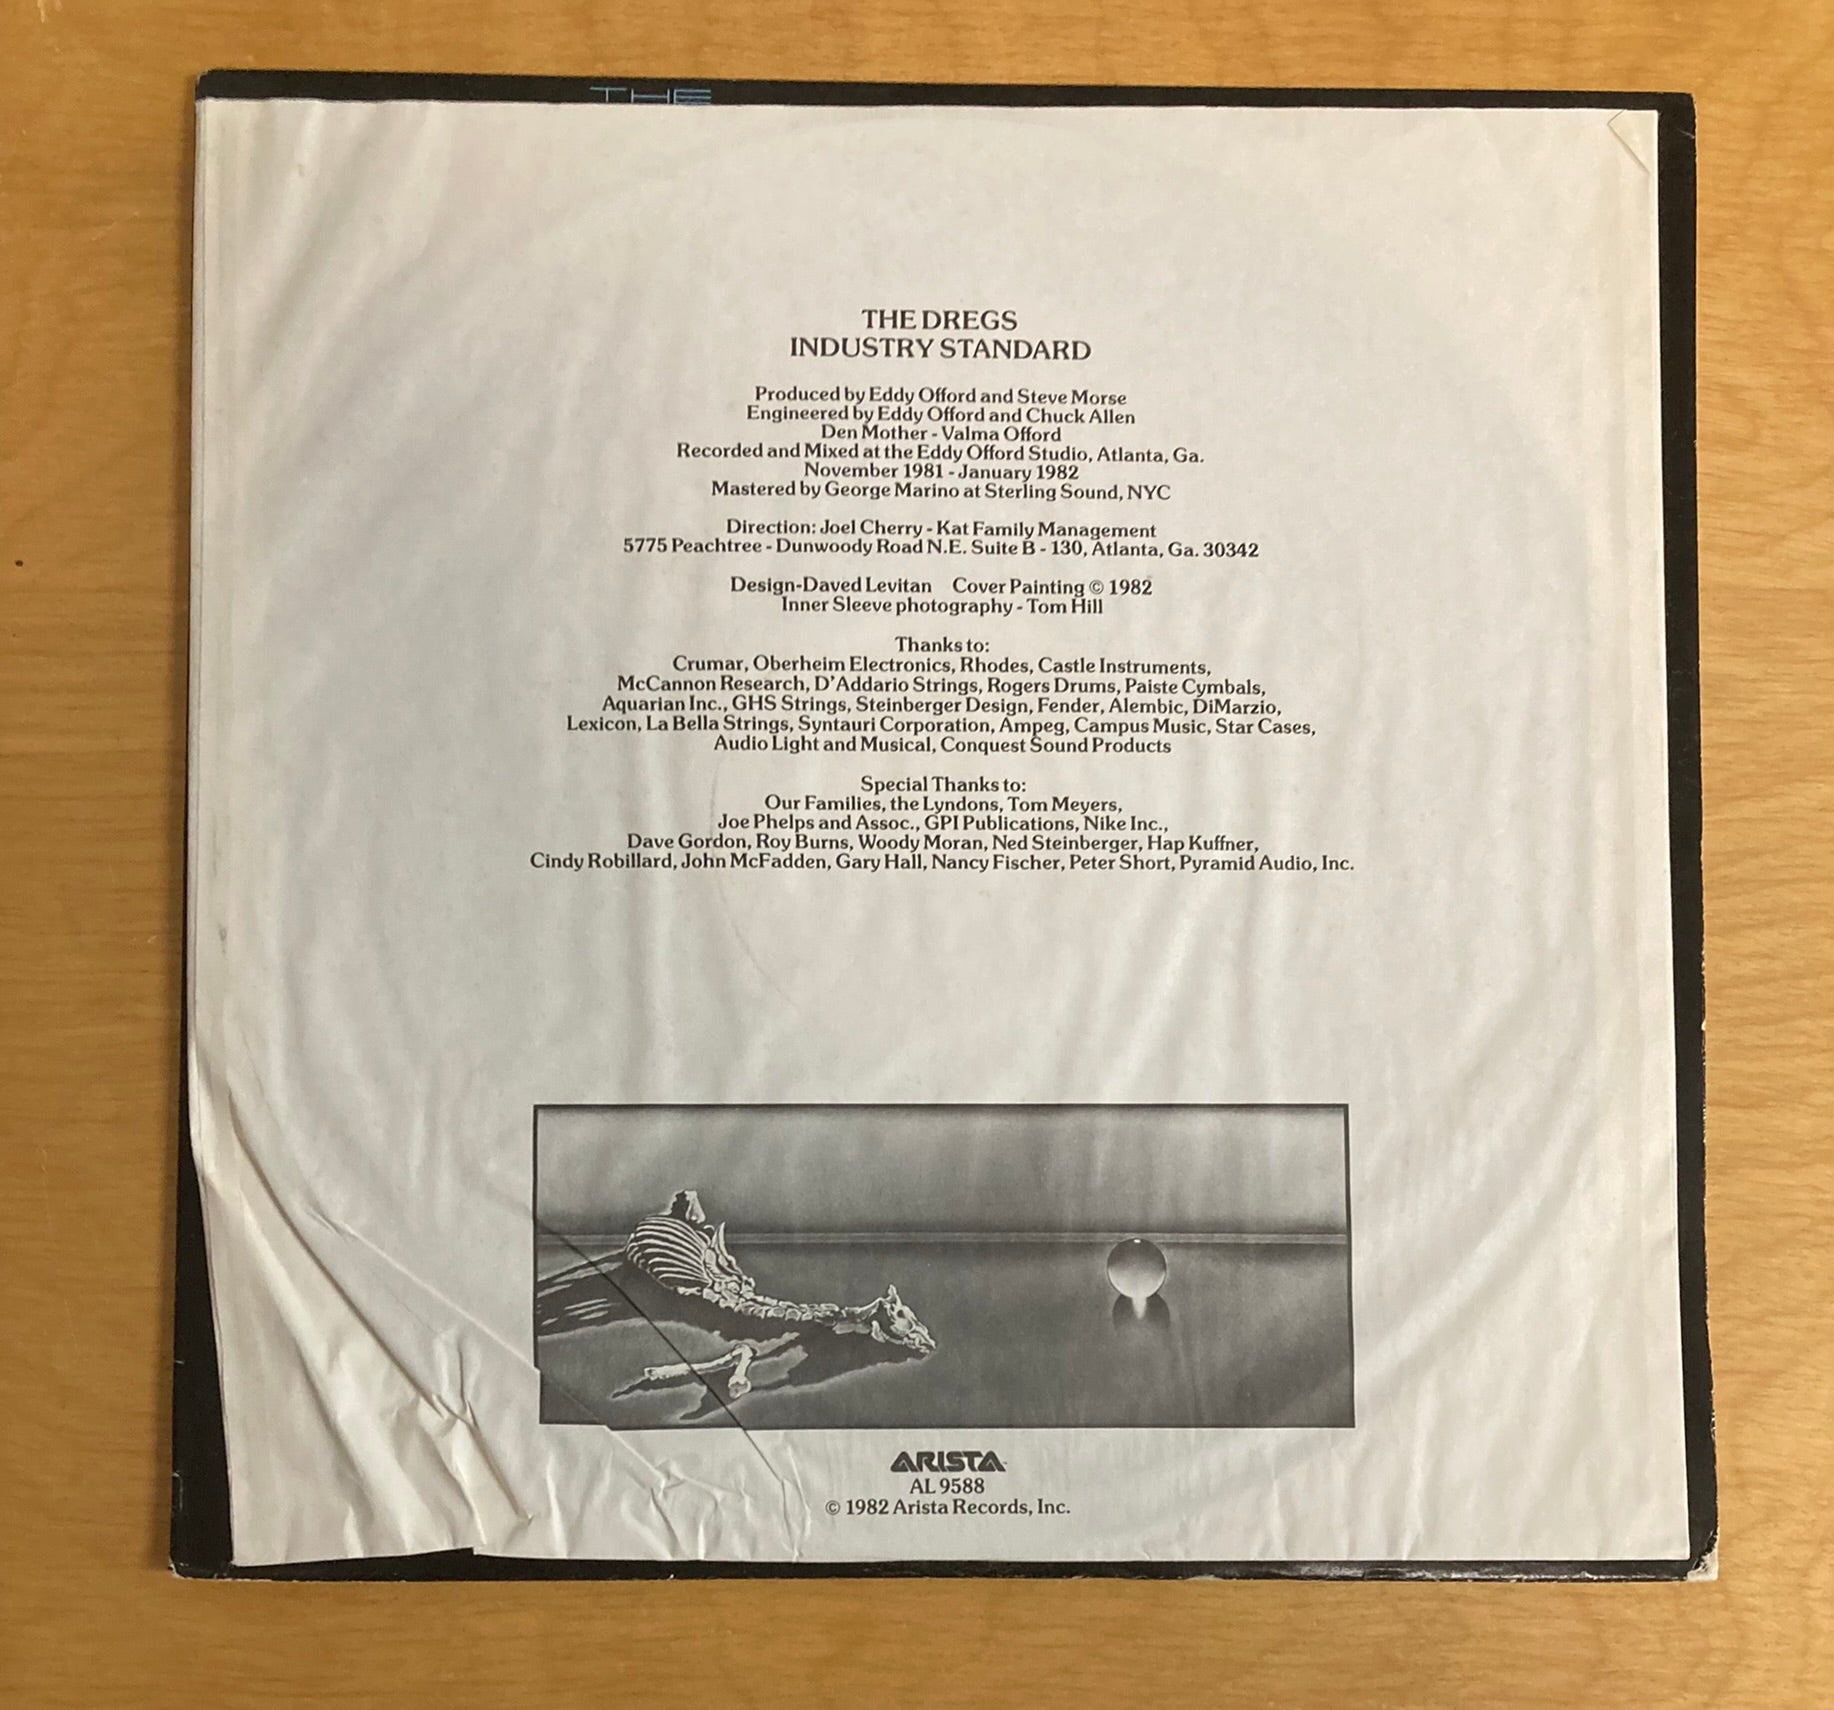 THE
THE DREGS
INDUSTRY STANDARD
Produced by Eddy Offord and Steve Morse
Engineered by Eddy Offord and Chuck Allen
Den Mother - Valma Offord
Recorded and Mixed at the Eddy Offord Studio, Atlanta, Ga.
November 1981 - January 1982
Mastered by George Marino at Sterling Sound, NYC
Direction: Joel Cherry - Kat Family Management
5775 Peachtree - Dunwoody Road N.E. Suite B - 130, Atlanta, Ga. 30342
Design-Daved Levitan Cover Painting © 1982
Inner Sleeve photography - Tom Hill
Thanks to:
Crumar, Oberheim Electronics, Rhodes, Castle Instruments,
McCannon Research, D'Addario Strings, Rogers Drums, Paiste Cymbals,
Aquarian Inc., GHS Strings, Steinberger Design, Fender, Alembic, DiMarzio,
Lexicon, La Bella Strings, Syntauri Corporation, Ampeg, Campus Music, Star Cases,
Audio Light and Musical, Conquest Sound Products
Special Thanks to:
Our Families, the Lyndons, Tom Meyers,
Joe Phelps and Assoc., GPI Publications, Nike Inc.,
Dave Gordon, Roy Burns, Woody Moran, Ned Steinberger, Hap Kuffner,
Cindy Robillard, John McFadden, Gary Hall, Nancy Fischer, Peter Short, Pyramid Audio, Inc.
ARISTA
AL 9588
© 1982 Arista Records, Inc.